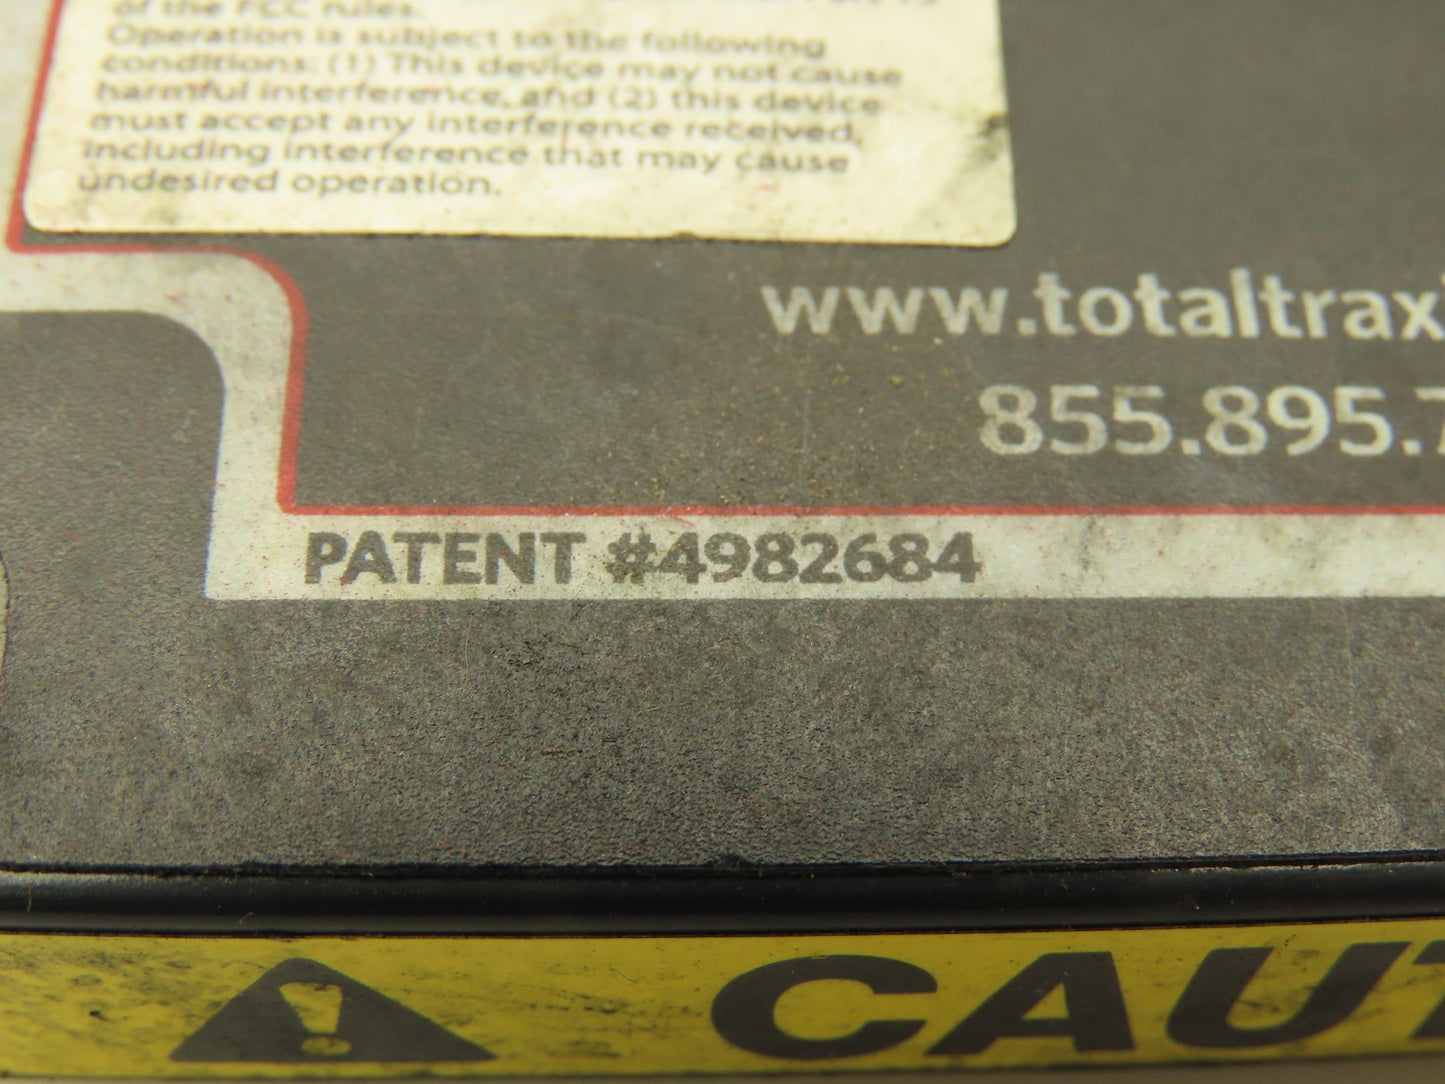 of the FCC rules.
Operation is subject to the following
conditions: (1) This device may not cause
harmful interference, and (2) this device
must accept any interference received,
including interference that may cause
undesired operation.
www.totaltrax
855.895.7
PATENT #4982684
CAUT